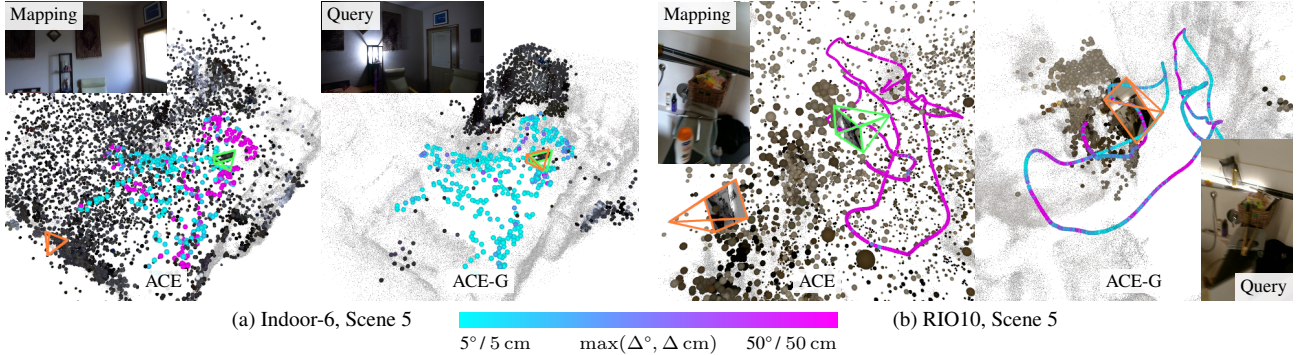 Mapping
Query
ACE
ACE-G
(a) Indoor-6, Scene 5
Mapping
ACE
ACE-G
Query
(b) RIO10, Scene 5
5°/5 cm max(Δ°, Δ cm) 50°/50 cm